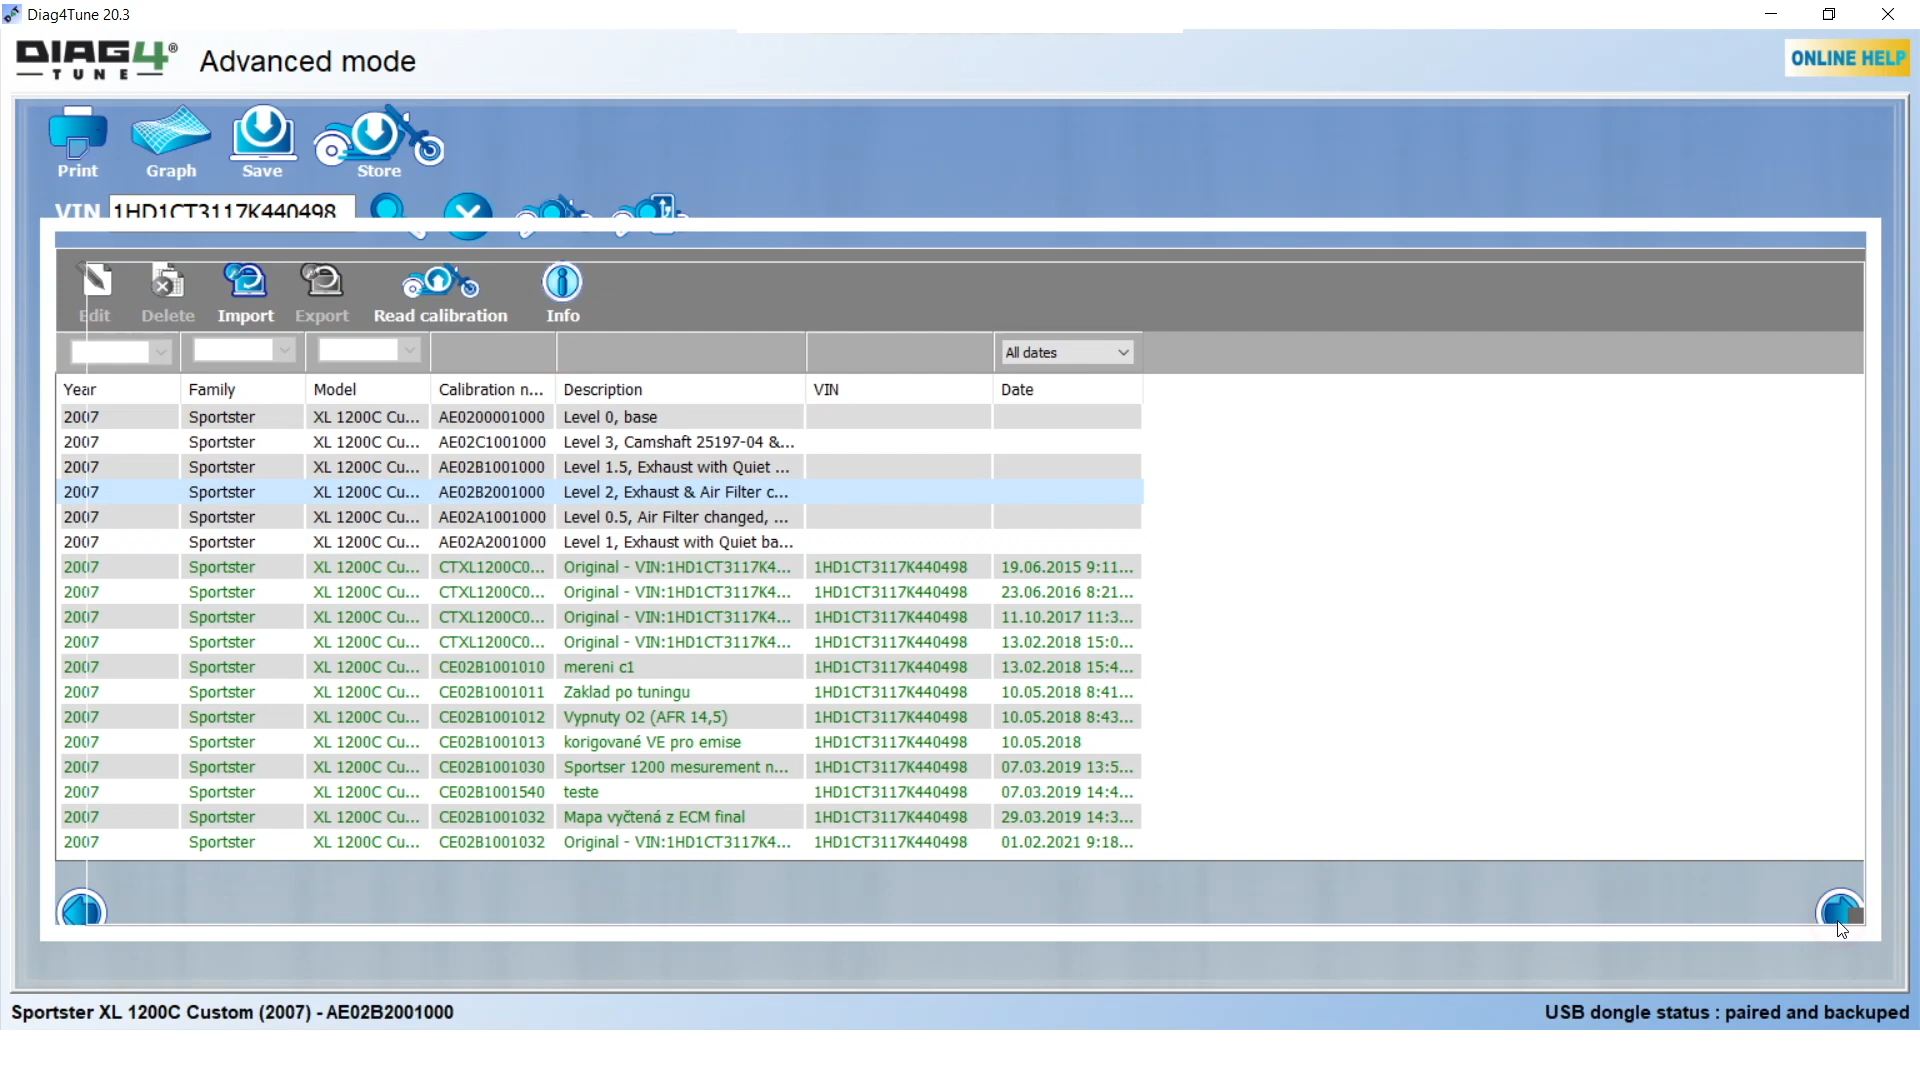 Diag4Tune 20.3
DIAG4® TUNE Advanced mode ONLINE HELP
Print Graph Save Store
VIN 1HD1CT3117K440498
Edit Delete Import Export Read calibration Info
All dates
Year Family Model Calibration n... Description VIN Date
2007 Sportster XL 1200C Cu... AE0200001000 Level 0, base
2007 Sportster XL 1200C Cu... AE02C1001000 Level 3, Camshaft 25197-04 &...
2007 Sportster XL 1200C Cu... AE02B1001000 Level 1.5, Exhaust with Quiet ...
2007 Sportster XL 1200C Cu... AE02B2001000 Level 2, Exhaust & Air Filter c...
2007 Sportster XL 1200C Cu... AE02A1001000 Level 0.5, Air Filter changed, ...
2007 Sportster XL 1200C Cu... AE02A2001000 Level 1, Exhaust with Quiet ba...
2007 Sportster XL 1200C Cu... CTXL1200C0... Original - VIN:1HD1CT3117K4... 1HD1CT3117K440498 19.06.2015 9:11...
2007 Sportster XL 1200C Cu... CTXL1200C0... Original - VIN:1HD1CT3117K4... 1HD1CT3117K440498 23.06.2016 8:21...
2007 Sportster XL 1200C Cu... CTXL1200C0... Original - VIN:1HD1CT3117K4... 1HD1CT3117K440498 11.10.2017 11:3...
2007 Sportster XL 1200C Cu... CTXL1200C0... Original - VIN:1HD1CT3117K4... 1HD1CT3117K440498 13.02.2018 15:0...
2007 Sportster XL 1200C Cu... CE02B1001010 mereni c1 1HD1CT3117K440498 13.02.2018 15:4...
2007 Sportster XL 1200C Cu... CE02B1001011 Zaklad po tuningu 1HD1CT3117K440498 10.05.2018 8:41...
2007 Sportster XL 1200C Cu... CE02B1001012 Vypnuty O2 (AFR 14,5) 1HD1CT3117K440498 10.05.2018 8:43...
2007 Sportster XL 1200C Cu... CE02B1001013 korigované VE pro emise 1HD1CT3117K440498 10.05.2018
2007 Sportster XL 1200C Cu... CE02B1001030 Sportser 1200 mesurement n... 1HD1CT3117K440498 07.03.2019 13:5...
2007 Sportster XL 1200C Cu... CE02B1001540 teste 1HD1CT3117K440498 07.03.2019 14:4...
2007 Sportster XL 1200C Cu... CE02B1001032 Mapa vyčtená z ECM final 1HD1CT3117K440498 29.03.2019 14:3...
2007 Sportster XL 1200C Cu... CE02B1001032 Original - VIN:1HD1CT3117K4... 1HD1CT3117K440498 01.02.2021 9:18...
Sportster XL 1200C Custom (2007) - AE02B2001000 USB dongle status : paired and backuped